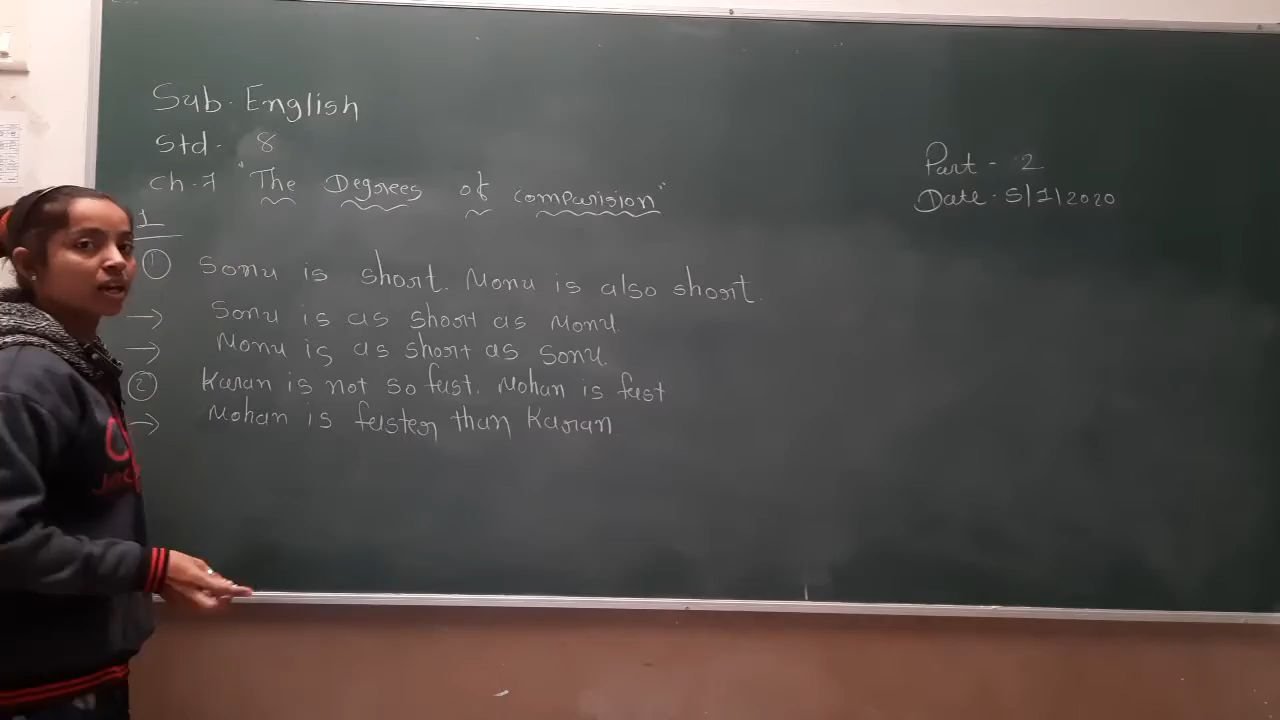 Sub. English
Std- 8
Ch-7 "The Degrees of comparision"
Part - 2
Date. 5/1/2020
1
① Sonu is short. Monu is also short.
→ Sonu is as short as Monu.
→ Monu is as short as Sonu.
② Karan is not so fast. Mohan is fast
→ Mohan is faster than Karan